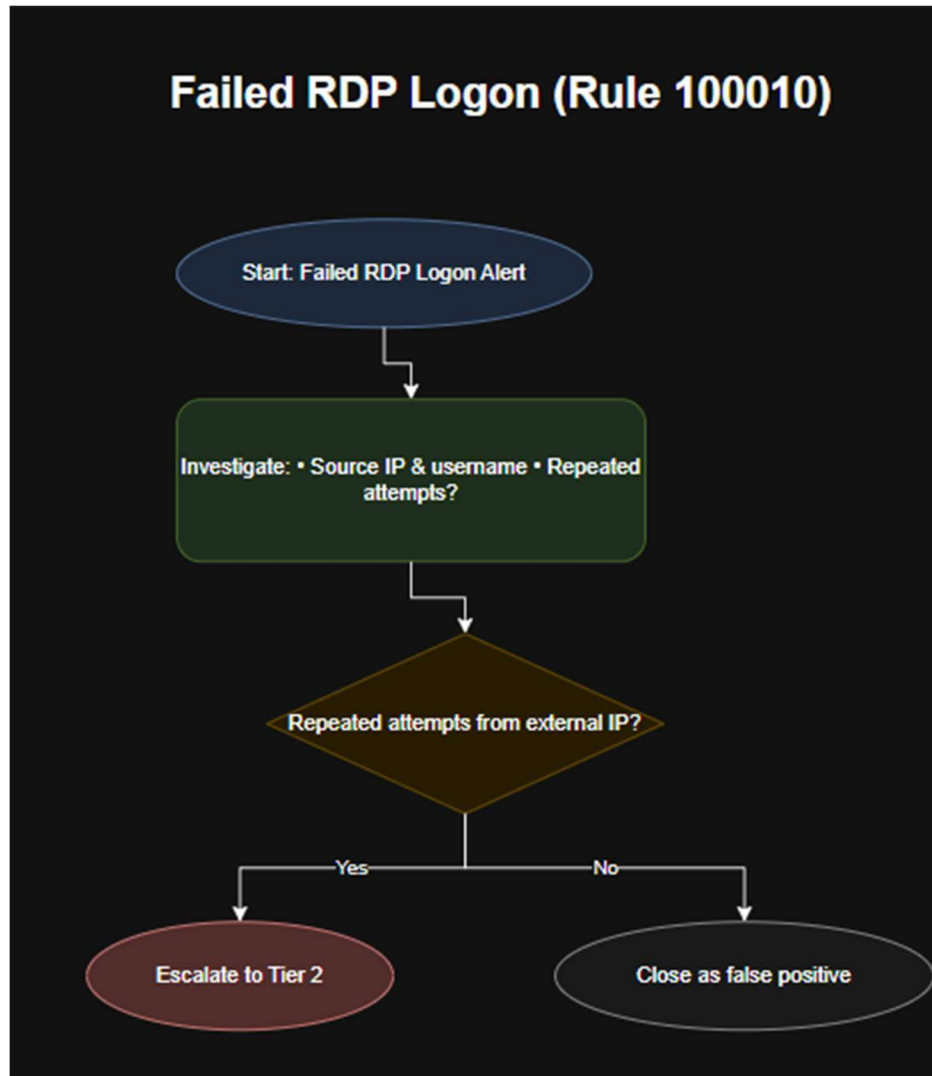 Failed RDP Logon (Rule 100010)
Start: Failed RDP Logon Alert
Investigate: • Source IP & username • Repeated
attempts?
Repeated attempts from external IP?
Yes
No
Escalate to Tier 2
Close as false positive